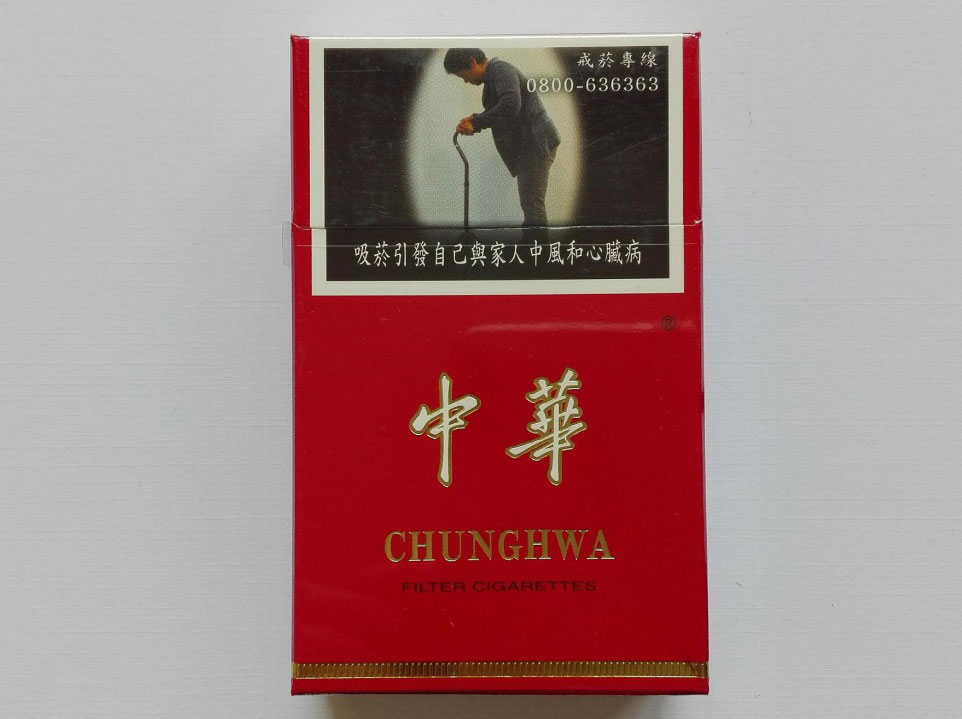 戒菸專線
0800-636363
吸菸引發自己與家人中風和心臟病
®
中華
CHUNGHWA
FILTER CIGARETTES